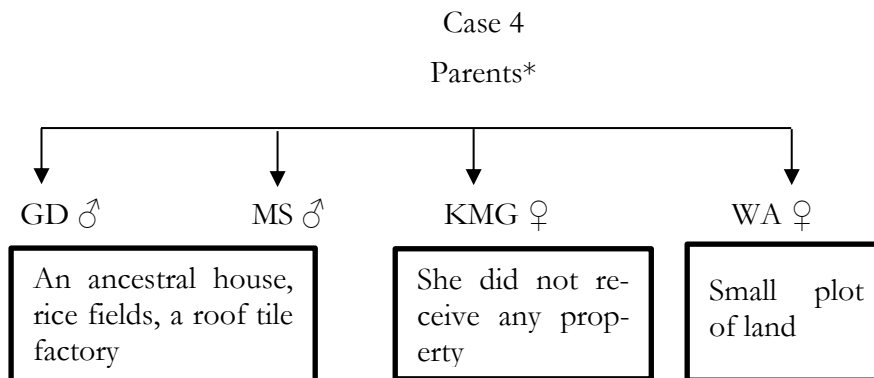 Case 4
Parents*
GD ♂ MS ♂ KMG ♀ WA ♀
An ancestral house,
rice fields, a roof tile
factory
She did not re-
ceive any prop-
erty
Small plot
of land